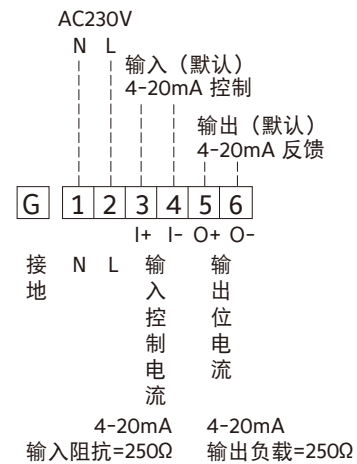 AC230V
N L
输入（默认）
4-20mA 控制
输出（默认）
4-20mA 反馈
G 1 2 3 4 5 6
I+ I- O+ O-
接地 N L 输入控制电流 输出位电流
4-20mA 4-20mA
输入阻抗=250Ω 输出负载=250Ω